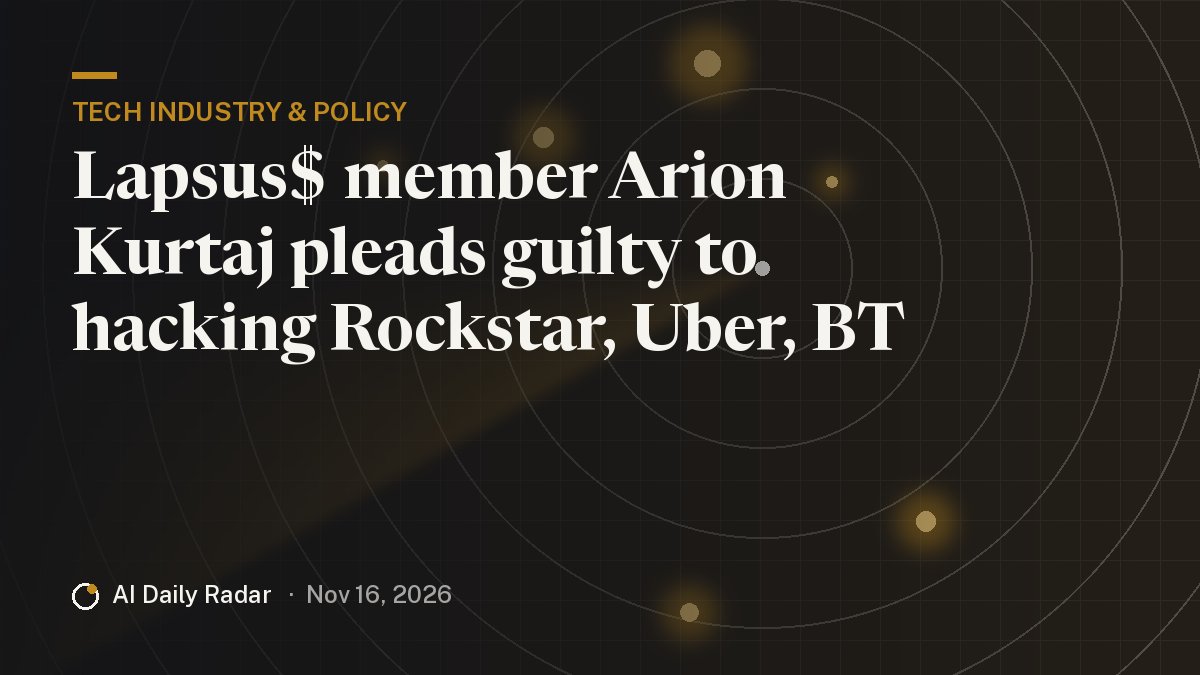 TECH INDUSTRY & POLICY
Lapsus$ member Arion
Kurtaj pleads guilty to
hacking Rockstar, Uber, BT
AI Daily Radar · Nov 16, 2026